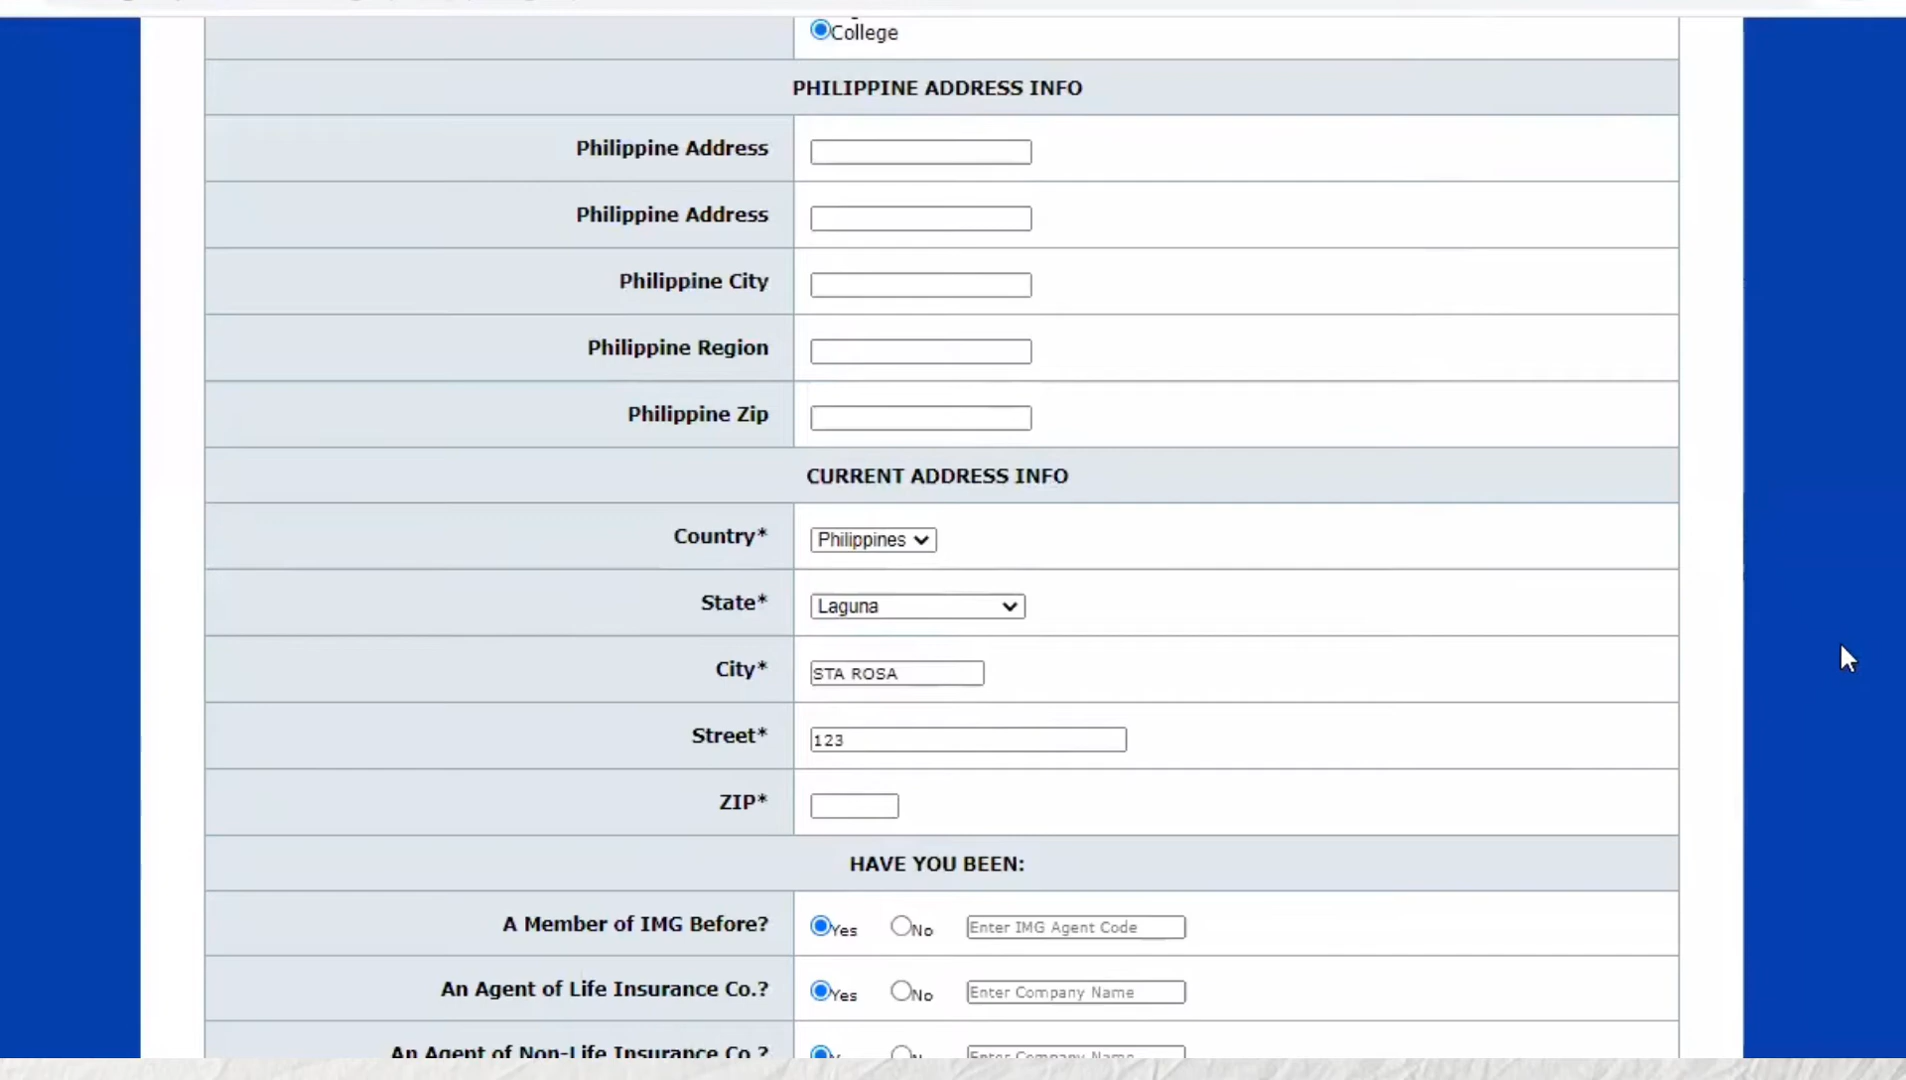 College
PHILIPPINE ADDRESS INFO
Philippine Address
Philippine Address
Philippine City
Philippine Region
Philippine Zip
CURRENT ADDRESS INFO
Country* Philippines
State* Laguna
City* STA ROSA
Street* 123
ZIP*
HAVE YOU BEEN:
A Member of IMG Before? Yes No Enter IMG Agent Code
An Agent of Life Insurance Co.? Yes No Enter Company Name
An Agent of Non-Life Insurance Co.? Enter Company Name